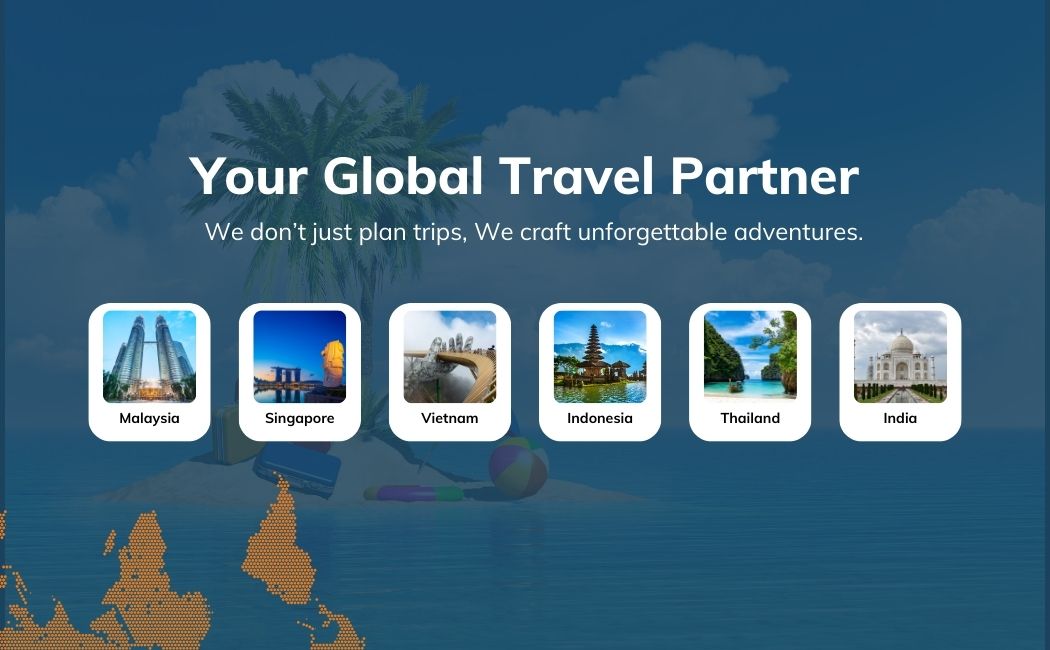 Your Global Travel Partner
We don’t just plan trips, We craft unforgettable adventures.
Malaysia
Singapore
Vietnam
Indonesia
Thailand
India